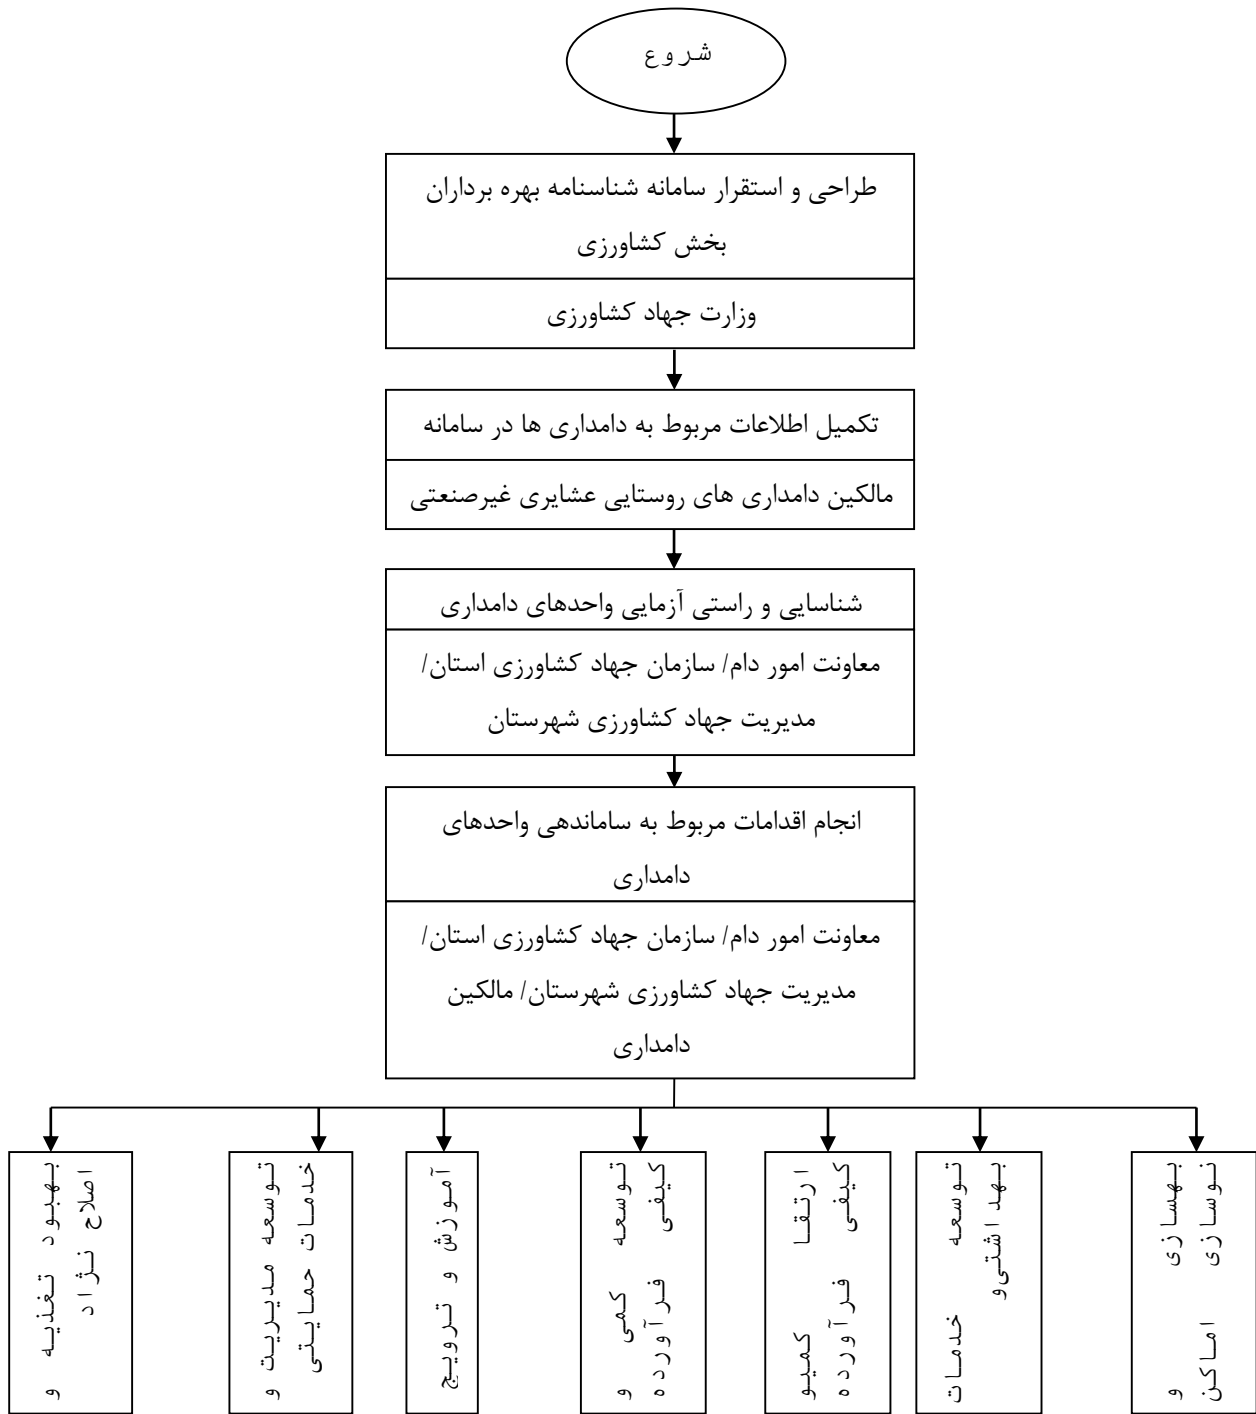 شروع
طراحی و استقرار سامانه شناسنامه بهره برداران
بخش کشاورزی
وزارت جهاد کشاورزی
تکمیل اطلاعات مربوط به دامداری ها در سامانه
مالکین دامداری های روستایی عشایری غیرصنعتی
شناسایی و راستی آزمایی واحدهای دامداری
معاونت امور دام/ سازمان جهاد کشاورزی استان/
مدیریت جهاد کشاورزی شهرستان
انجام اقدامات مربوط به ساماندهی واحدهای
دامداری
معاونت امور دام/ سازمان جهاد کشاورزی استان/
مدیریت جهاد کشاورزی شهرستان/ مالکین
دامداری
بهسازی و
نوسازی اماکن
توسعه خدمات
بهداشتی‌و
ارتقا کمیو
کیفی فرآورده
توسعه کمی و
کیفی فرآورده
آموزش و ترویج
توسعه مدیریت و
خدمات حمایتی
بهبود تغذیه و
اصلاح نژاد